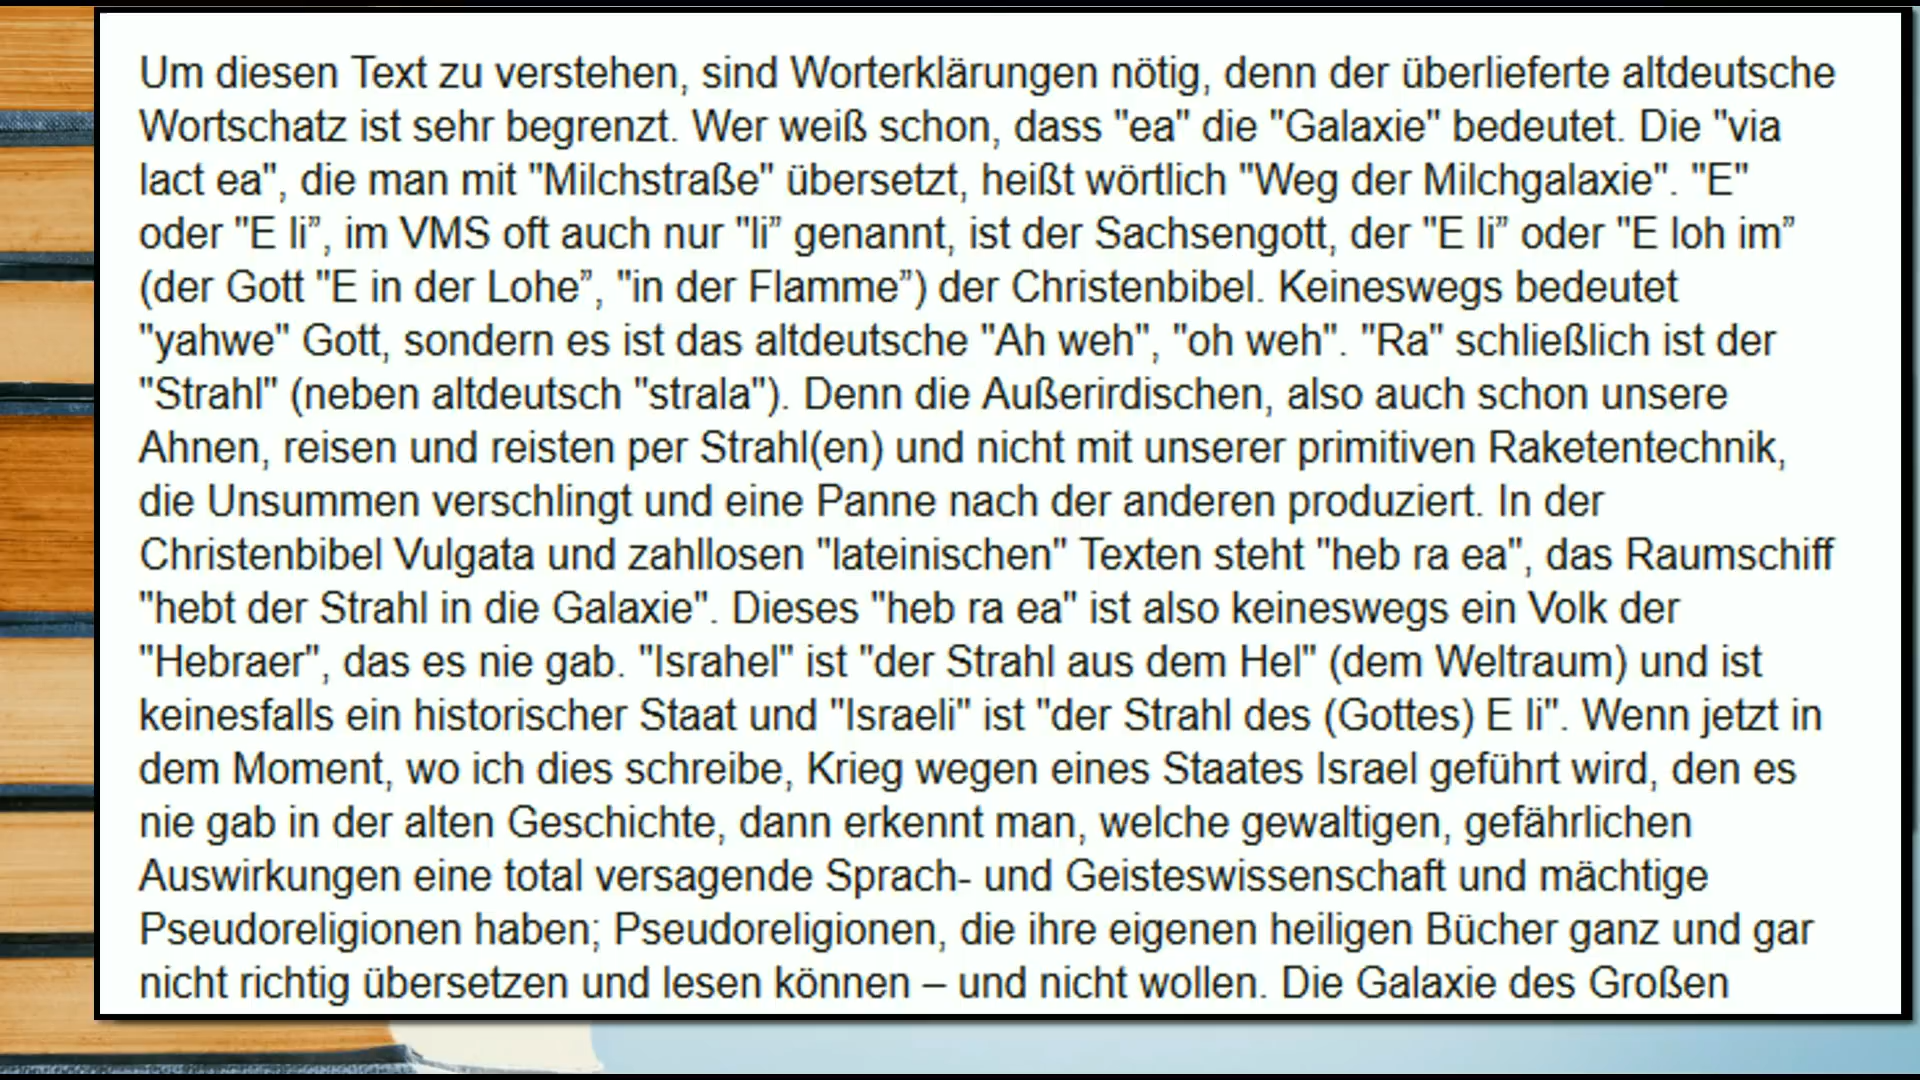 Um diesen Text zu verstehen, sind Worterklärungen nötig, denn der überlieferte altdeutsche
Wortschatz ist sehr begrenzt. Wer weiß schon, dass "ea" die "Galaxie" bedeutet. Die "via
lact ea", die man mit "Milchstraße" übersetzt, heißt wörtlich "Weg der Milchgalaxie". "E"
oder "E li”, im VMS oft auch nur "li” genannt, ist der Sachsengott, der "E li” oder "E loh im”
(der Gott "E in der Lohe”, "in der Flamme”) der Christenbibel. Keineswegs bedeutet
"yahwe" Gott, sondern es ist das altdeutsche "Ah weh", "oh weh". "Ra" schließlich ist der
"Strahl" (neben altdeutsch "strala"). Denn die Außerirdischen, also auch schon unsere
Ahnen, reisen und reisten per Strahl(en) und nicht mit unserer primitiven Raketentechnik,
die Unsummen verschlingt und eine Panne nach der anderen produziert. In der
Christenbibel Vulgata und zahllosen "lateinischen" Texten steht "heb ra ea", das Raumschiff
"hebt der Strahl in die Galaxie". Dieses "heb ra ea" ist also keineswegs ein Volk der
"Hebraer", das es nie gab. "Israhel" ist "der Strahl aus dem Hel" (dem Weltraum) und ist
keinesfalls ein historischer Staat und "Israeli" ist "der Strahl des (Gottes) E li". Wenn jetzt in
dem Moment, wo ich dies schreibe, Krieg wegen eines Staates Israel geführt wird, den es
nie gab in der alten Geschichte, dann erkennt man, welche gewaltigen, gefährlichen
Auswirkungen eine total versagende Sprach- und Geisteswissenschaft und mächtige
Pseudoreligionen haben; Pseudoreligionen, die ihre eigenen heiligen Bücher ganz und gar
nicht richtig übersetzen und lesen können – und nicht wollen. Die Galaxie des Großen